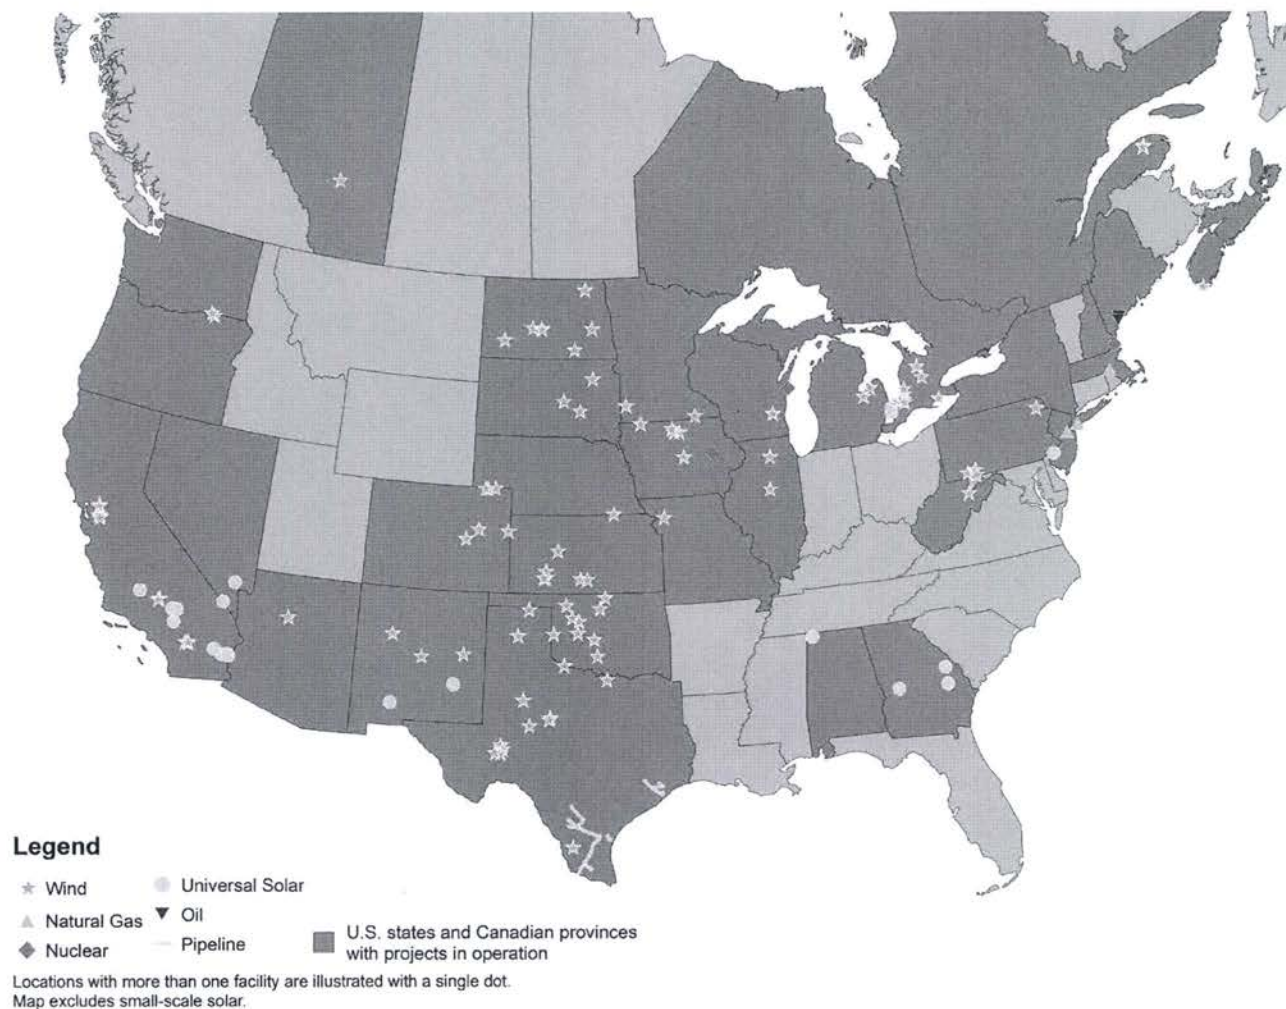 Legend
Wind
Universal Solar
Natural Gas
Oil
Nuclear
Pipeline
U.S. states and Canadian provinces
with projects in operation
Locations with more than one facility are illustrated with a single dot.
Map excludes small-scale solar.